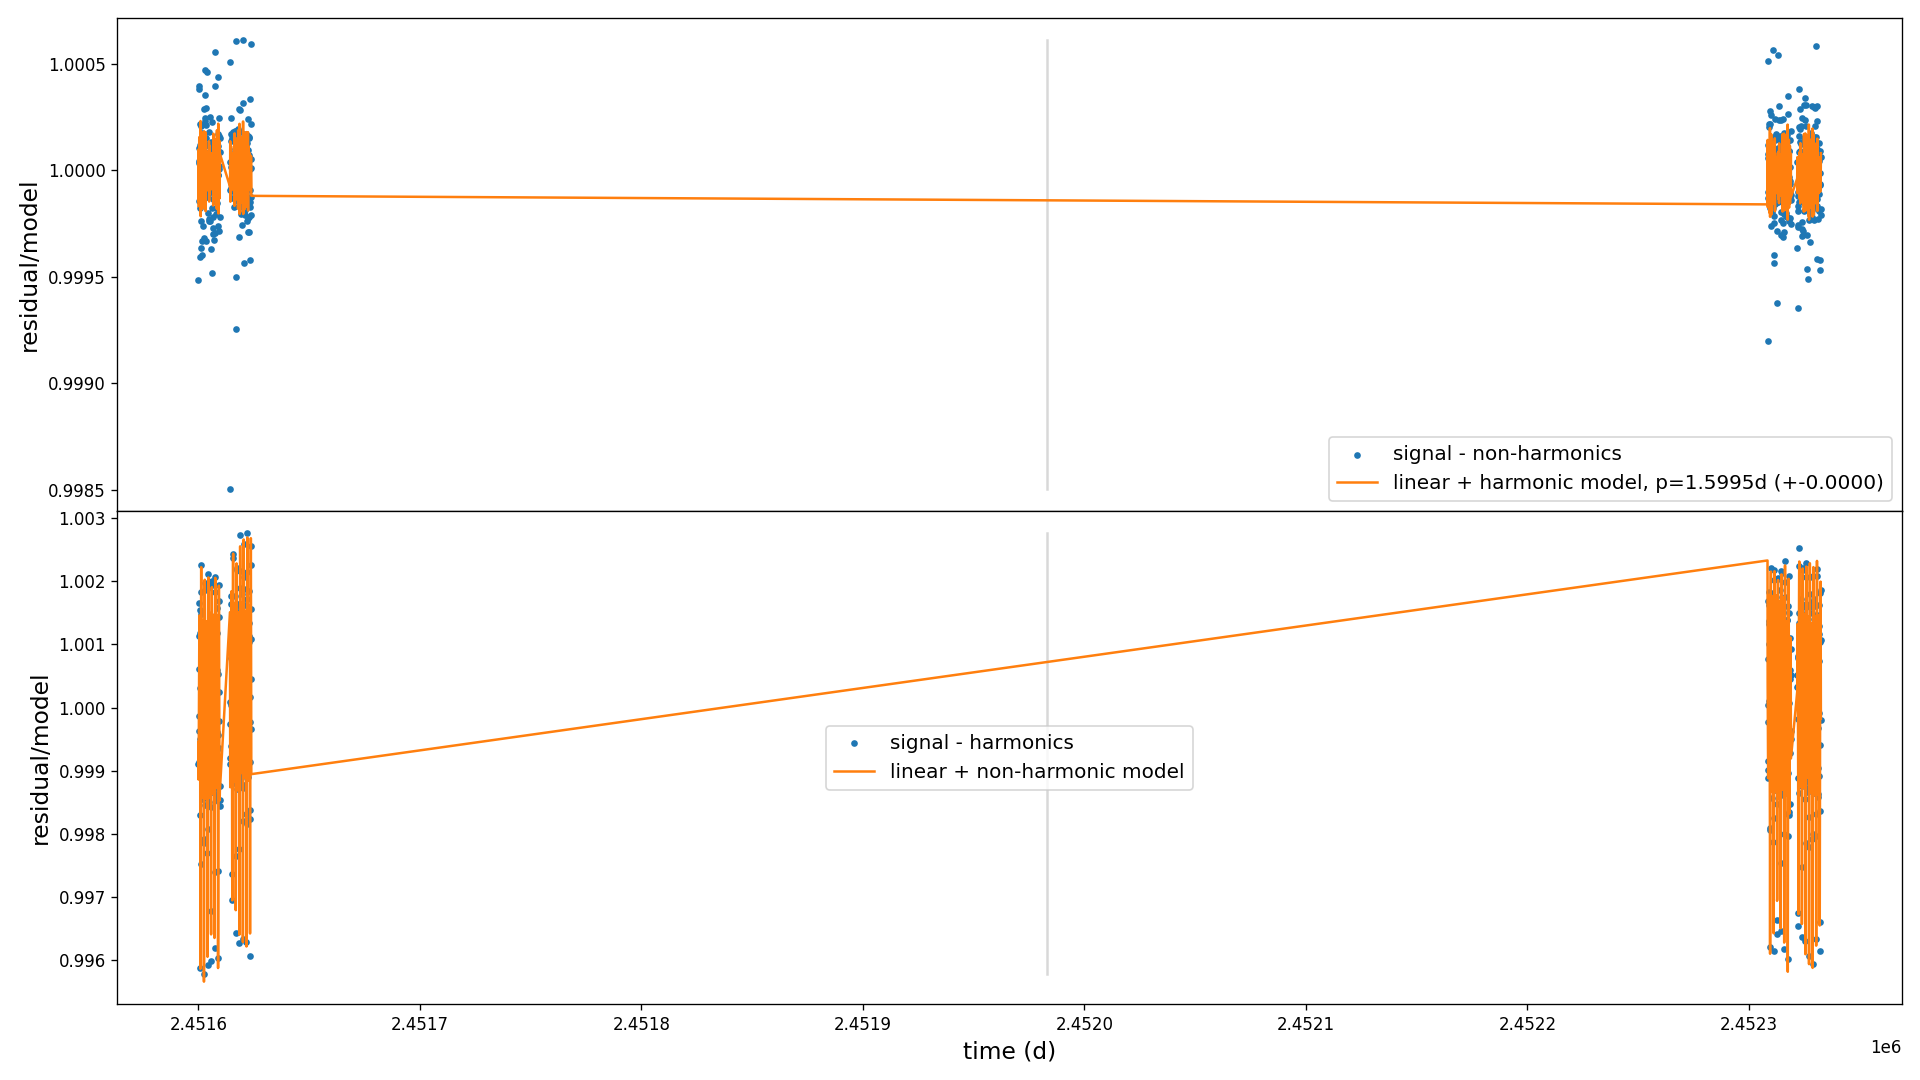 1.0005
1.0000
0.9995
0.9990
0.9985
residual/model
signal - non-harmonics
linear + harmonic model, p=1.5995d (+-0.0000)
1.003
1.002
1.001
1.000
0.999
0.998
0.997
0.996
residual/model
signal - harmonics
linear + non-harmonic model
2.4516 2.4517 2.4518 2.4519 2.4520 2.4521 2.4522 2.4523
1e6
time (d)